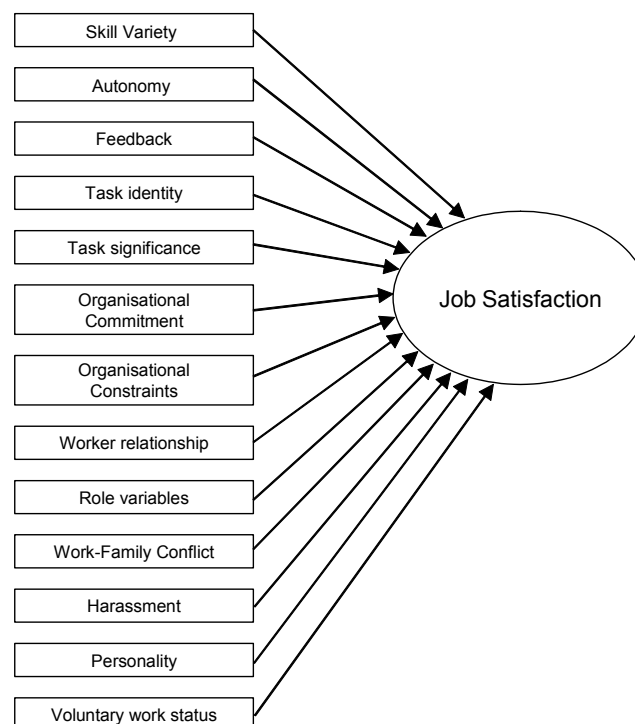 Skill Variety
Autonomy
Feedback
Task identity
Task significance
Organisational
Commitment
Organisational
Constraints
Worker relationship
Role variables
Work-Family Conflict
Harassment
Personality
Voluntary work status
Job Satisfaction